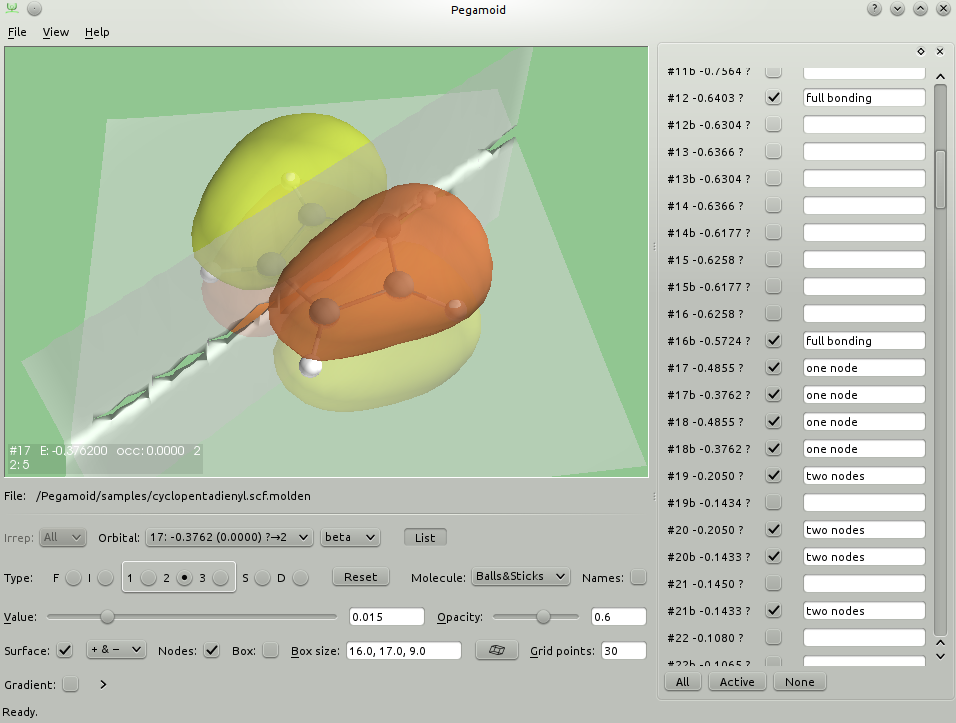 Pegamoid
File View Help
#17 E: -0.376200 occ: 0.0000 2
2: 5
File: /Pegamoid/samples/cyclopentadienyl.scf.molden
Irrep: All Orbital: 17: -0.3762 (0.0000) ?→2 beta List
Type: F I 1 2 3 S D Reset Molecule: Balls&Sticks Names:
Value: 0.015 Opacity: 0.6
Surface: + & − Nodes: Box: Box size: 16.0, 17.0, 9.0 Grid points: 30
Gradient: >
Ready.
#11b -0.7564 ?
#12 -0.6403 ? full bonding
#12b -0.6304 ?
#13 -0.6366 ?
#13b -0.6304 ?
#14 -0.6366 ?
#14b -0.6177 ?
#15 -0.6258 ?
#15b -0.6177 ?
#16 -0.6258 ?
#16b -0.5724 ? full bonding
#17 -0.4855 ? one node
#17b -0.3762 ? one node
#18 -0.4855 ? one node
#18b -0.3762 ? one node
#19 -0.2050 ? two nodes
#19b -0.1434 ?
#20 -0.2050 ? two nodes
#20b -0.1433 ? two nodes
#21 -0.1450 ?
#21b -0.1433 ? two nodes
#22 -0.1080 ?
#22b -0.1065 ?
All Active None